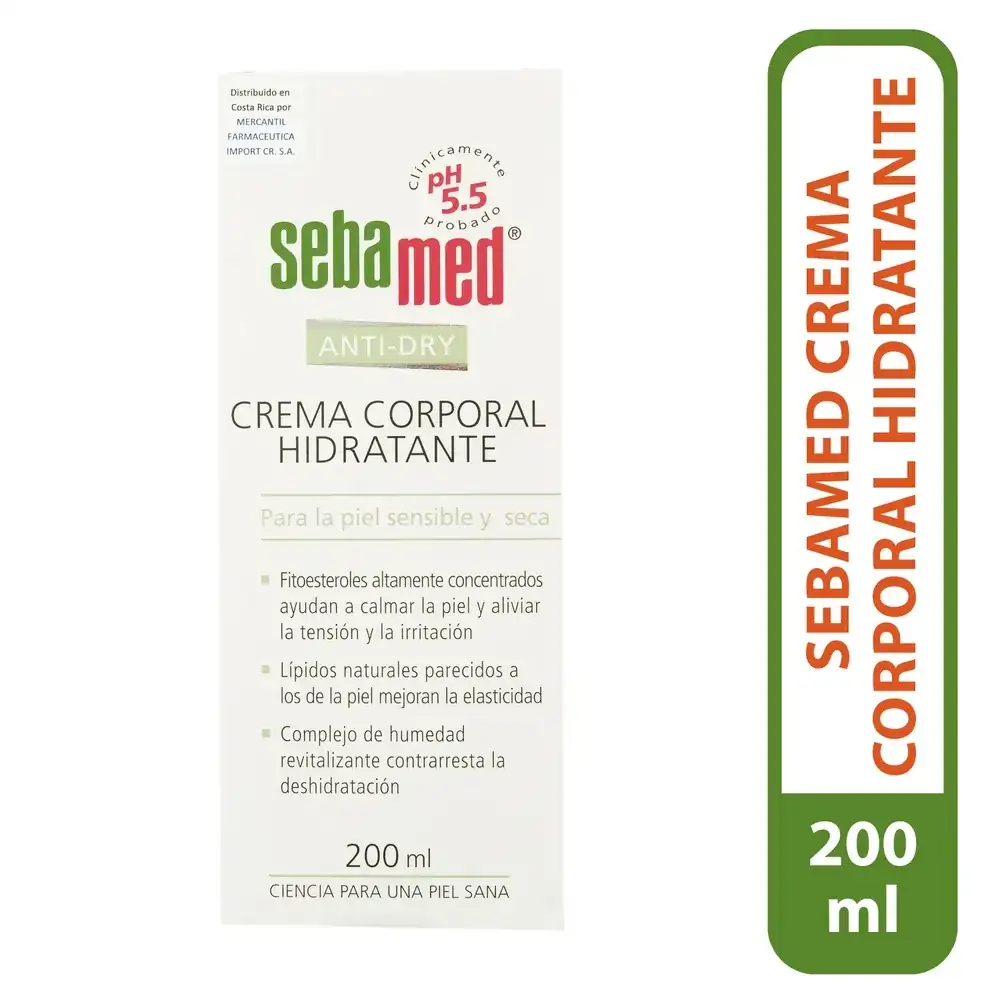 Distribuido en
Costa Rica por
MERCANTIL
FARMACEUTICA
IMPORT CR. S.A.
Clínicamente
pH
5.5
probado
sebamed®
ANTI-DRY
CREMA CORPORAL
HIDRATANTE
Para la piel sensible y seca
Fitoesteroles altamente concentrados
ayudan a calmar la piel y aliviar
la tensión y la irritación
Lípidos naturales parecidos a
los de la piel mejoran la elasticidad
Complejo de humedad
revitalizante contrarresta la
deshidratación
200 ml
CIENCIA PARA UNA PIEL SANA
SEBAMED CREMA
CORPORAL HIDRATANTE
200
ml